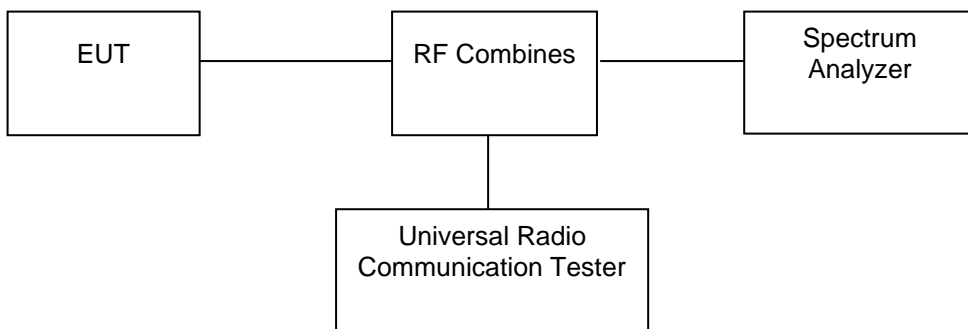 EUT
RF Combines
Spectrum
Analyzer
Universal Radio
Communication Tester